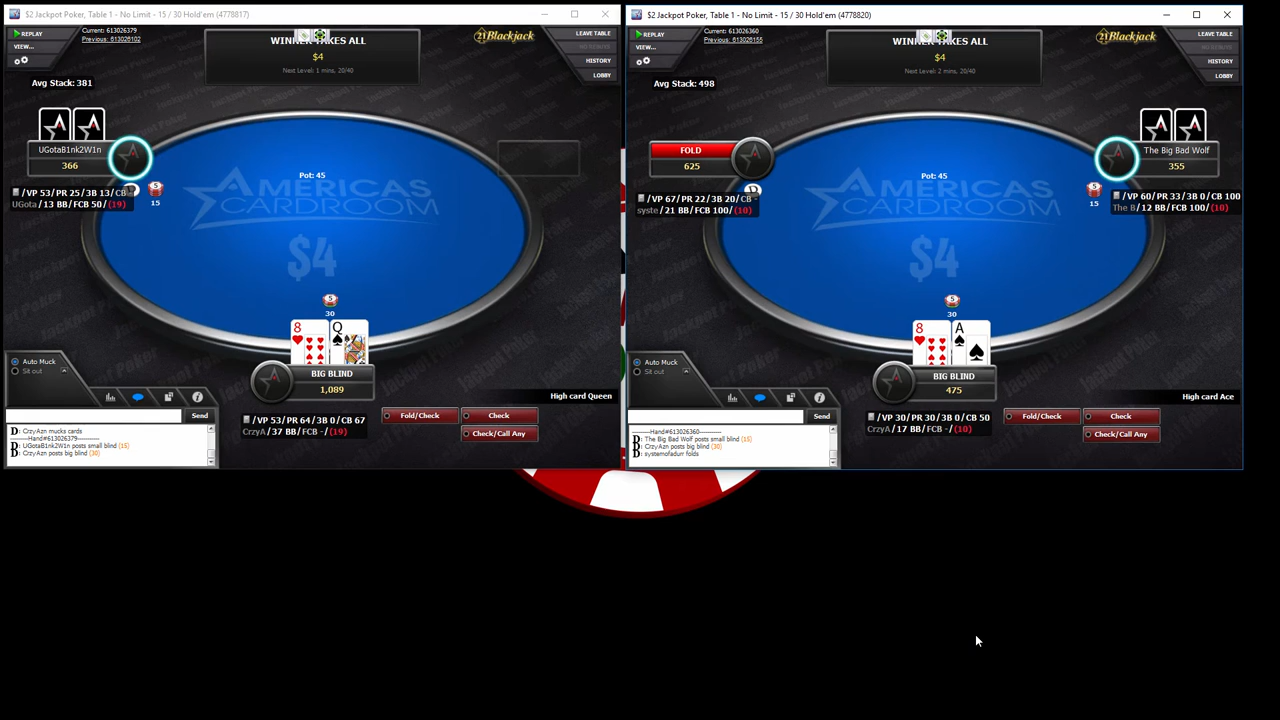 $2 Jackpot Poker, Table 1 - No Limit - 15 / 30 Hold'em (4778817)
REPLAY
VIEW...
Current: 613026379
Previous: 613026102
WINNER TAKES ALL
$4
Next Level: 1 mins, 20/40
21Blackjack
LEAVE TABLE
HISTORY
LOBBY
Avg Stack: 381
UGotaB1nk2W1n
366
/VP 53/PR 25/3B 13/CB
UGota/13 BB/FCB 50/(19)
15
Pot: 45
AMERICAS
CARDROOM
$4
5
30
8
Q
BIG BLIND
1,089
Auto Muck
Sit out
High card Queen
Send
/VP 53/PR 64/3B 0/CB 67
CrzyA/37 BB/FCB -/(19)
Fold/Check
Check
Check/Call Any
D: CrzyAzn mucks cards
---------Hand#613026379---------
D: UGotaB1nk2W1n posts small blind (15)
D: CrzyAzn posts big blind (30)
$2 Jackpot Poker, Table 1 - No Limit - 15 / 30 Hold'em (4778820)
REPLAY
VIEW...
Current: 613026360
Previous: 613026155
WINNER TAKES ALL
$4
Next Level: 2 mins, 20/40
21Blackjack
LEAVE TABLE
HISTORY
LOBBY
Avg Stack: 498
FOLD
625
D
/VP 67/PR 22/3B 20/CB -
syste/21 BB/FCB 100/(10)
The Big Bad Wolf
355
5
15
/VP 60/PR 33/3B 0/CB 100
The B/12 BB/FCB 100/(10)
Pot: 45
AMERICAS
CARDROOM
$4
5
30
8
A
BIG BLIND
475
Auto Muck
Sit out
High card Ace
Send
/VP 30/PR 30/3B 0/CB 50
CrzyA/17 BB/FCB -/(10)
Fold/Check
Check
Check/Call Any
---------Hand#613026360---------
D: The Big Bad Wolf posts small blind (15)
D: CrzyAzn posts big blind (30)
D: systemofadurr folds